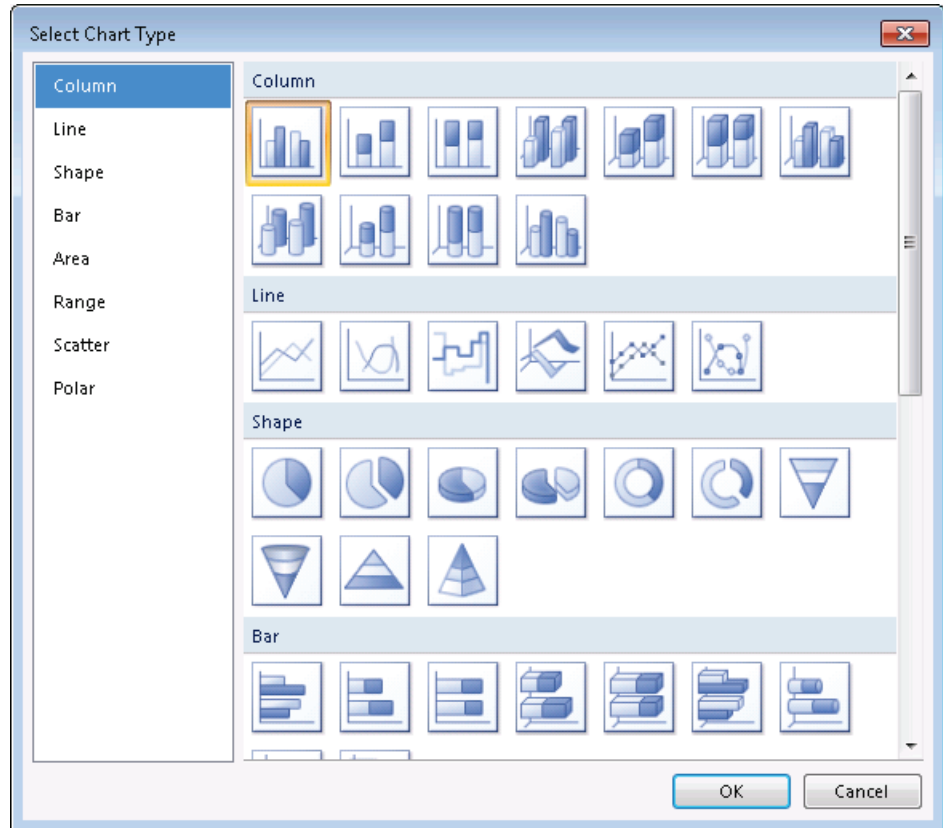 Select Chart Type
Column
Line
Shape
Bar
Area
Range
Scatter
Polar
Column
Line
Shape
Bar
OK
Cancel